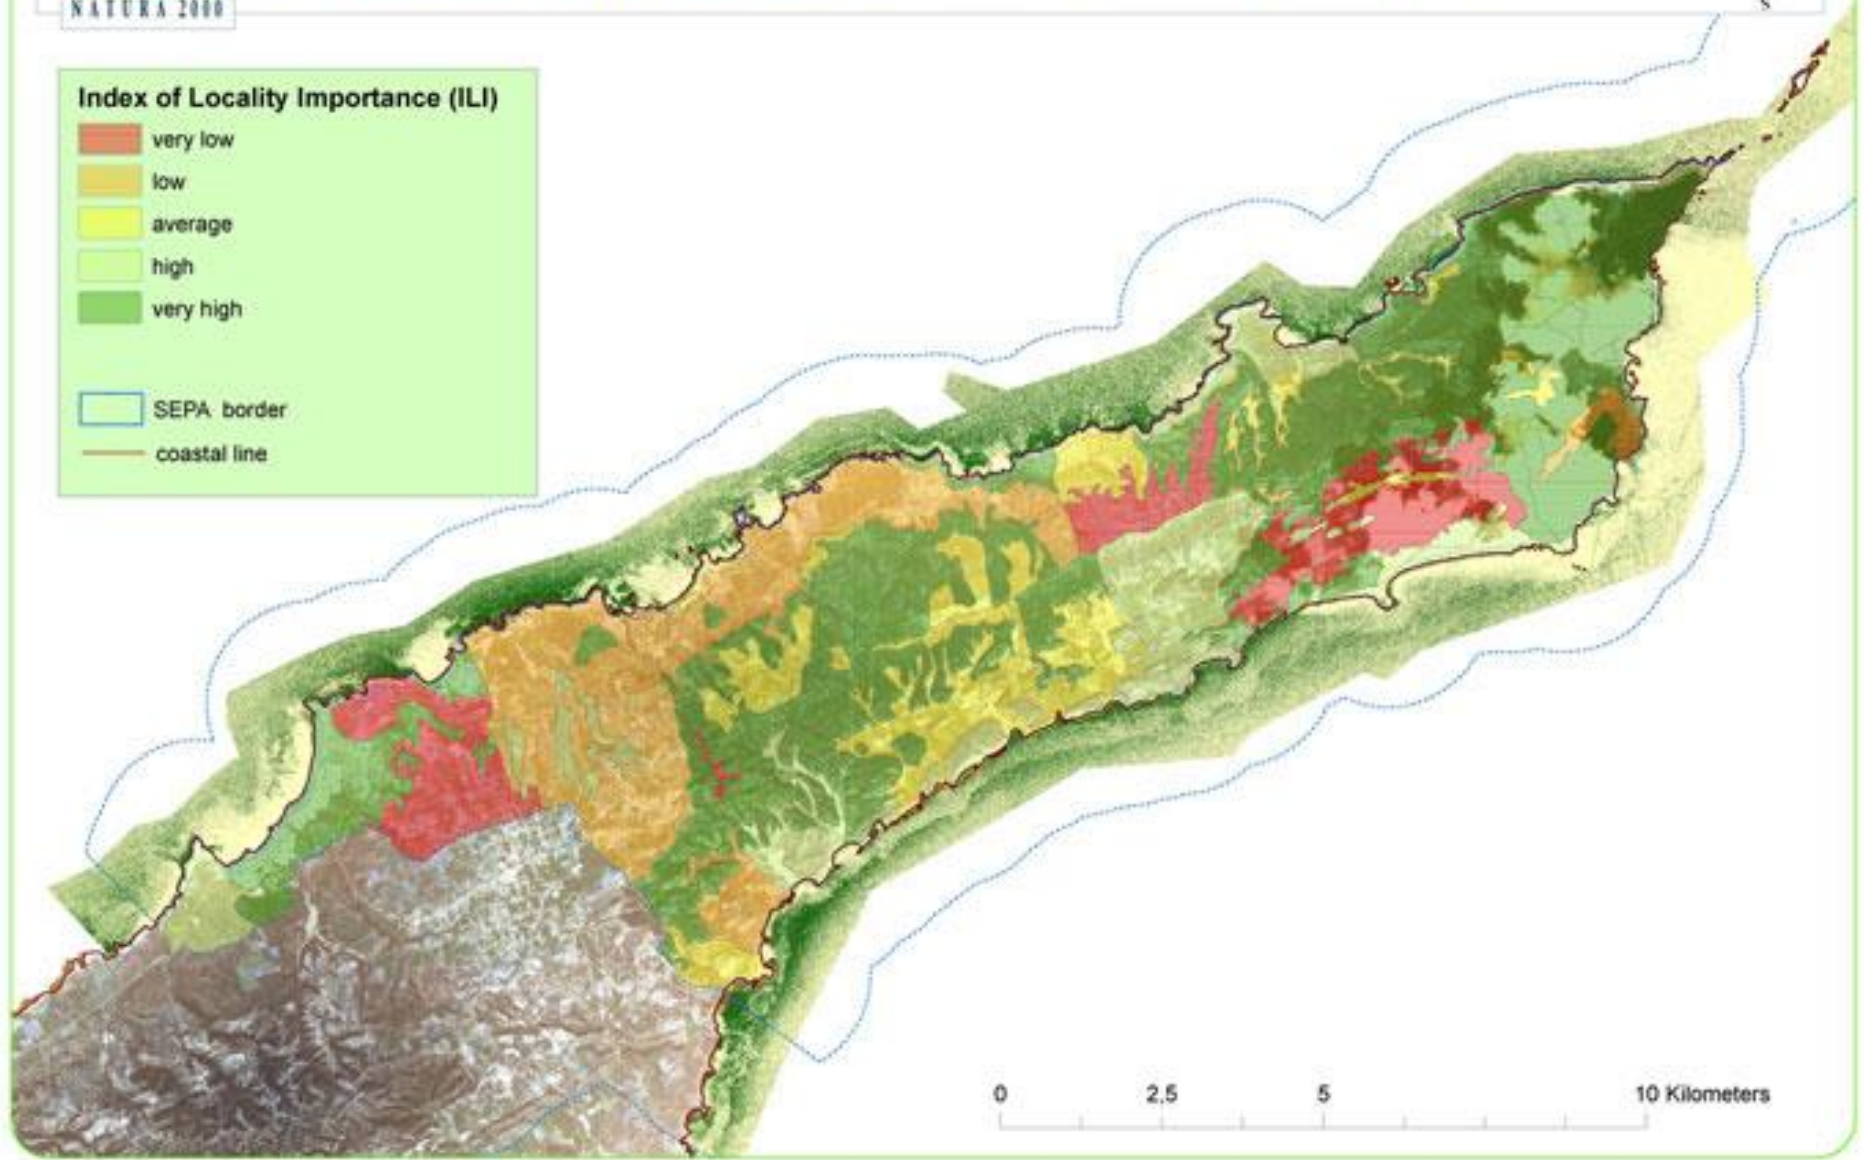 NATURA 2000
S
Index of Locality Importance (ILI)
very low
low
average
high
very high
SEPA border
coastal line
0 2,5 5 10 Kilometers